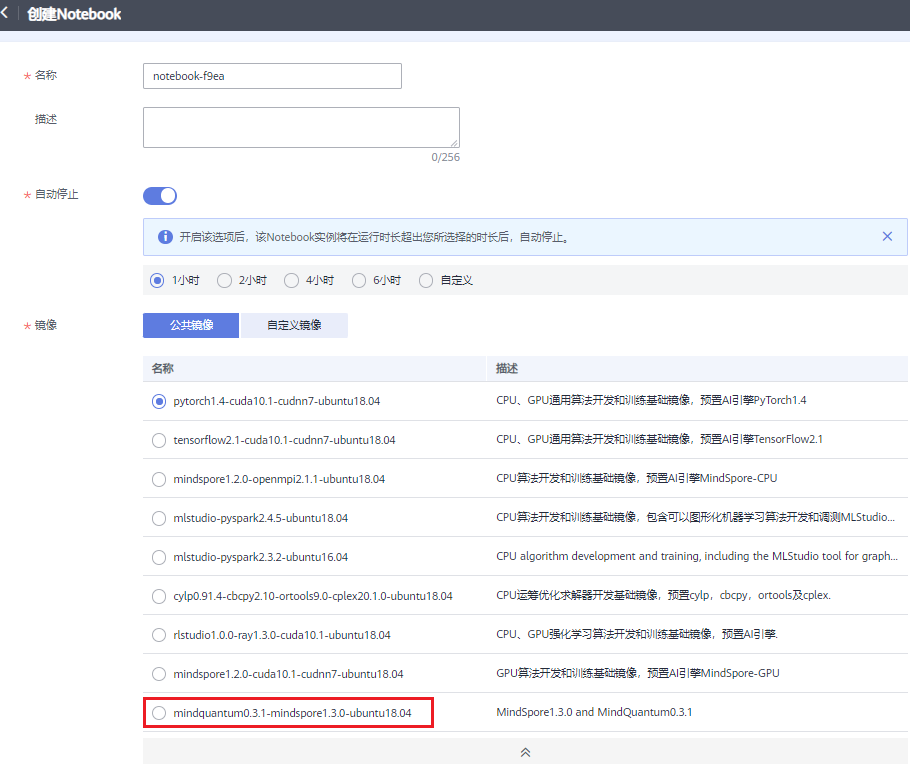 创建Notebook
* 名称
notebook-f9ea
描述
0/256
* 自动停止
开启该选项后，该Notebook实例将在运行时长超出您所选择的时长后，自动停止。
1小时 2小时 4小时 6小时 自定义
* 镜像
公共镜像 自定义镜像
名称 描述
pytorch1.4-cuda10.1-cudnn7-ubuntu18.04 CPU、GPU通用算法开发和训练基础镜像，预置AI引擎PyTorch1.4
tensorflow2.1-cuda10.1-cudnn7-ubuntu18.04 CPU、GPU通用算法开发和训练基础镜像，预置AI引擎TensorFlow2.1
mindspore1.2.0-openmpi2.1.1-ubuntu18.04 CPU算法开发和训练基础镜像，预置AI引擎MindSpore-CPU
mlstudio-pyspark2.4.5-ubuntu18.04 CPU算法开发和训练基础镜像，包含可以图形化机器学习算法开发和调测MLStudio...
mlstudio-pyspark2.3.2-ubuntu16.04 CPU algorithm development and training, including the MLStudio tool for graph...
cylp0.91.4-cbcpy2.10-ortools9.0-cplex20.1.0-ubuntu18.04 CPU运筹优化求解器开发基础镜像，预置cylp，cbcpy，ortools及cplex.
rlstudio1.0.0-ray1.3.0-cuda10.1-ubuntu18.04 CPU、GPU强化学习算法开发和训练基础镜像，预置AI引擎.
mindspore1.2.0-cuda10.1-cudnn7-ubuntu18.04 GPU算法开发和训练基础镜像，预置AI引擎MindSpore-GPU
mindquantum0.3.1-mindspore1.3.0-ubuntu18.04 MindSpore1.3.0 and MindQuantum0.3.1